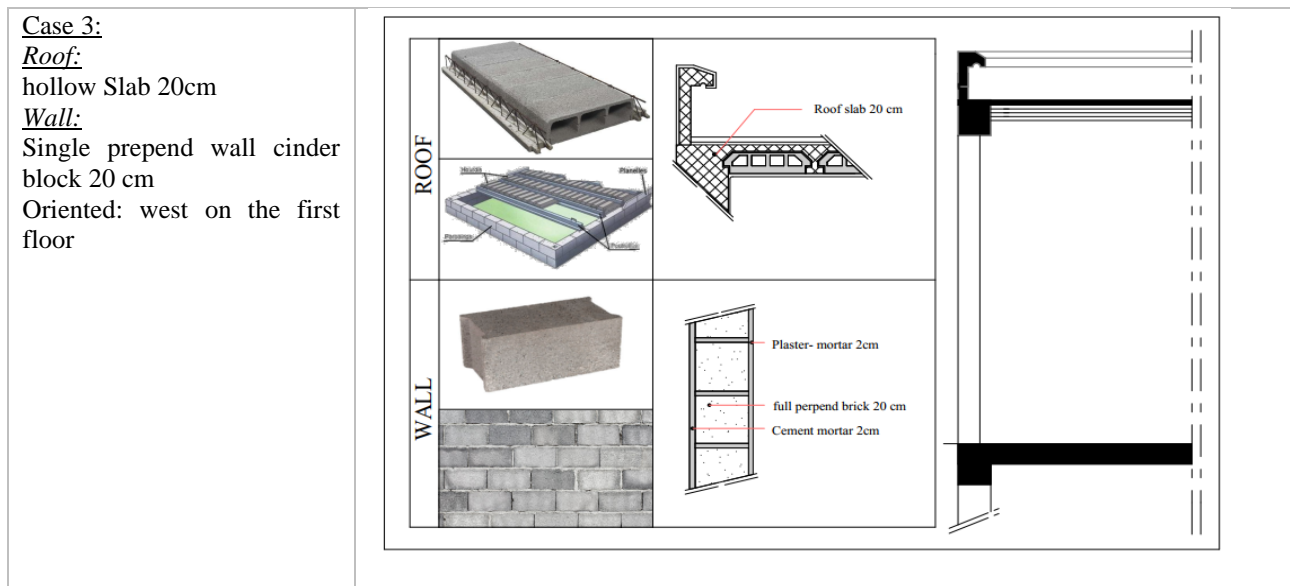 Case 3:
Roof:
hollow Slab 20cm
Wall:
Single prepend wall cinder
block 20 cm
Oriented: west on the first
floor
ROOF
Roof slab 20 cm
WALL
Plaster- mortar 2cm
full perpend brick 20 cm
Cement mortar 2cm